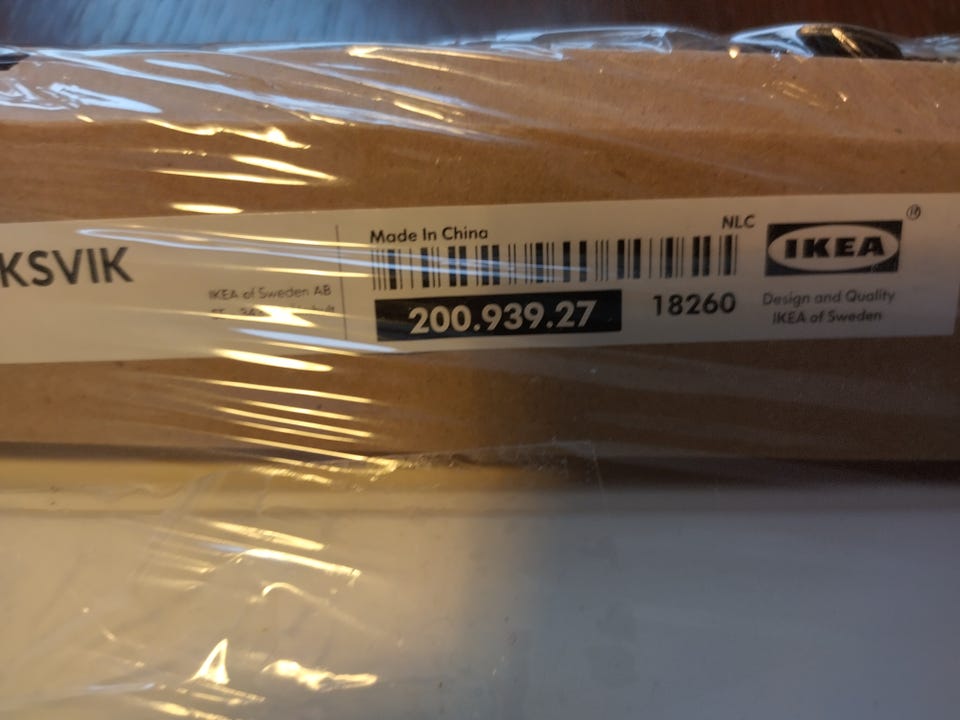 KSVIK
IKEA of Sweden AB
Made In China
200.939.27
NLC
18260
IKEA ®
Design and Quality
IKEA of Sweden